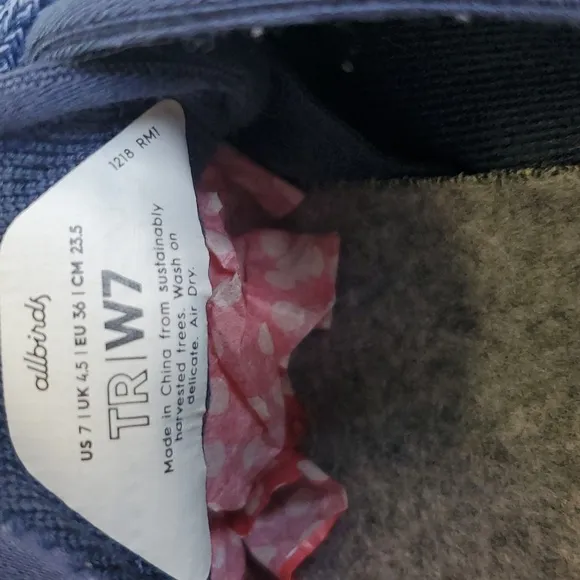 1218 RM1
allbirds
US 7 | UK 4.5 | EU 36 | CM 23.5
TR|W7
Made in China from sustainably
harvested trees. Wash on
delicate. Air Dry.